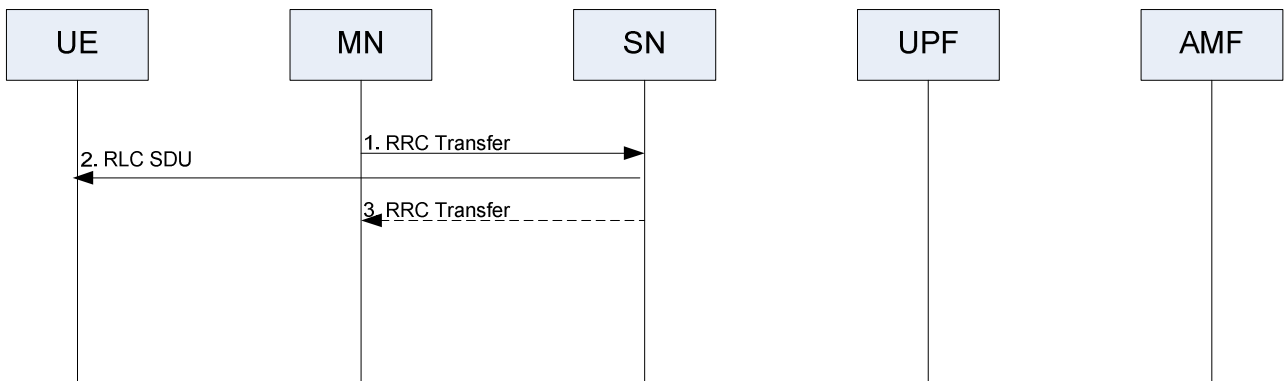 UE
MN
SN
UPF
AMF
1. RRC Transfer
2. RLC SDU
3. RRC Transfer